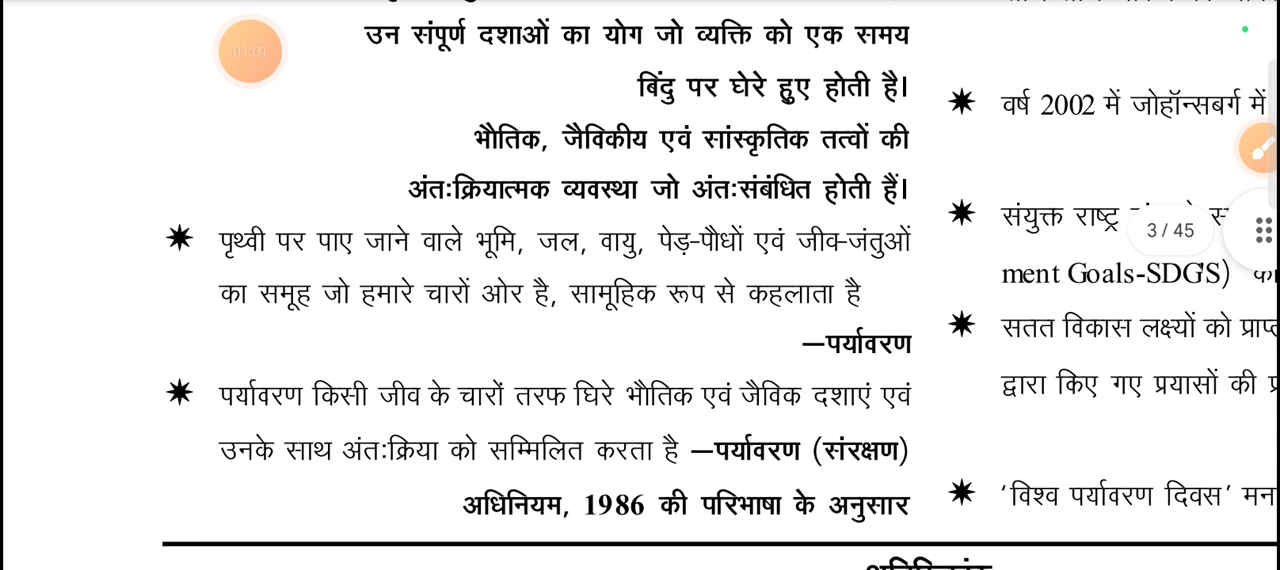 उन संपूर्ण दशाओं का योग जो व्यक्ति को एक समय
बिंदु पर घेरे हुए होती है।
भौतिक, जैविकीय एवं सांस्कृतिक तत्वों की
अंतःक्रियात्मक व्यवस्था जो अंतःसंबंधित होती हैं।
✷ पृथ्वी पर पाए जाने वाले भूमि, जल, वायु, पेड़-पौधों एवं जीव-जंतुओं
का समूह जो हमारे चारों ओर है, सामूहिक रूप से कहलाता है
—पर्यावरण
✷ पर्यावरण किसी जीव के चारों तरफ घिरे भौतिक एवं जैविक दशाएं एवं
उनके साथ अंतःक्रिया को सम्मिलित करता है —पर्यावरण (संरक्षण)
अधिनियम, 1986 की परिभाषा के अनुसार
✷ वर्ष 2002 में जोहॉन्सबर्ग में
✷ संयुक्त राष्ट्र
ment Goals-SDG'S)
✷ सतत विकास लक्ष्यों को
द्वारा किए गए प्रयासों की
✷ ‘विश्व पर्यावरण दिवस’
01:01
3 / 45